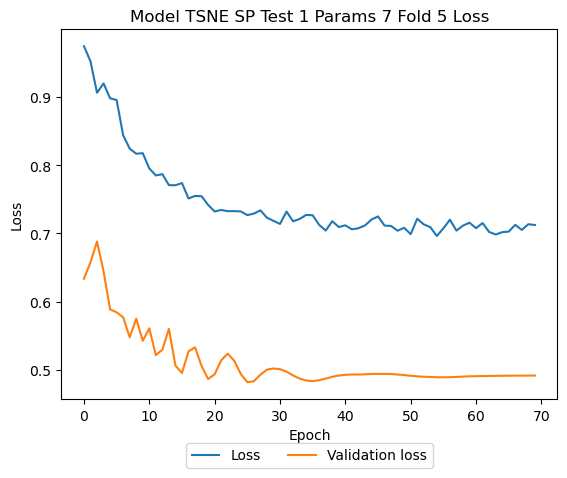 Model TSNE SP Test 1 Params 7 Fold 5 Loss
0.9
0.8
0.7
0.6
0.5
Loss
0 10 20 30 40 50 60 70
Epoch
Loss Validation loss